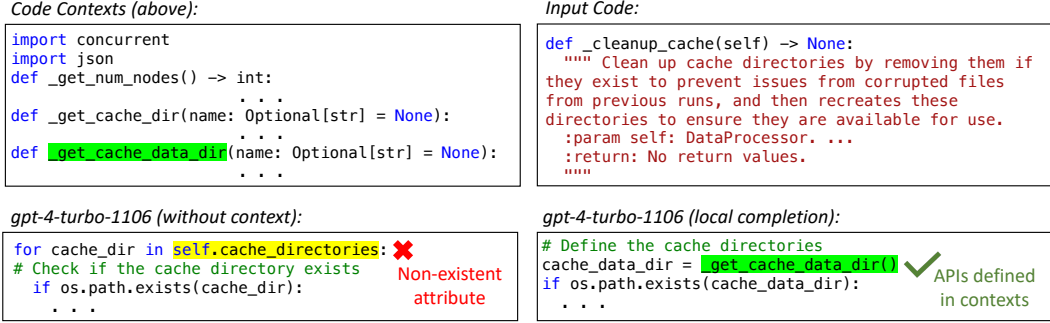 Code Contexts (above):
import concurrent
import json
def _get_num_nodes() -> int:
. . .
def _get_cache_dir(name: Optional[str] = None):
. . .
def _get_cache_data_dir(name: Optional[str] = None):
. . .
Input Code:
def _cleanup_cache(self) -> None:
""" Clean up cache directories by removing them if
they exist to prevent issues from corrupted files
from previous runs, and then recreates these
directories to ensure they are available for use.
:param self: DataProcessor. ...
:return: No return values.
"""
gpt-4-turbo-1106 (without context):
for cache_dir in self.cache_directories:
# Check if the cache directory exists
if os.path.exists(cache_dir):
. . .
Non-existent
attribute
gpt-4-turbo-1106 (local completion):
# Define the cache directories
cache_data_dir = _get_cache_data_dir()
if os.path.exists(cache_data_dir):
. . .
APIs defined
in contexts